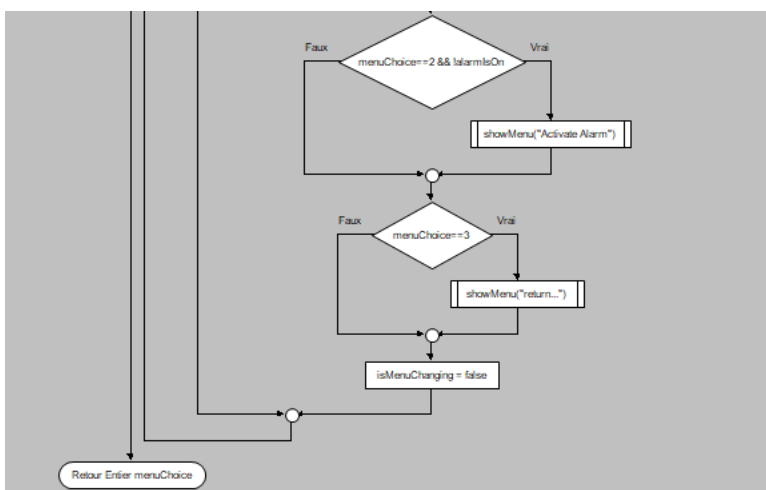 Faux
Vrai
menuChoice==2 && !alarmIsOn
showMenu("Activate Alarm")
Faux
Vrai
menuChoice==3
showMenu("return...")
isMenuChanging = false
Retour Entier menuChoice